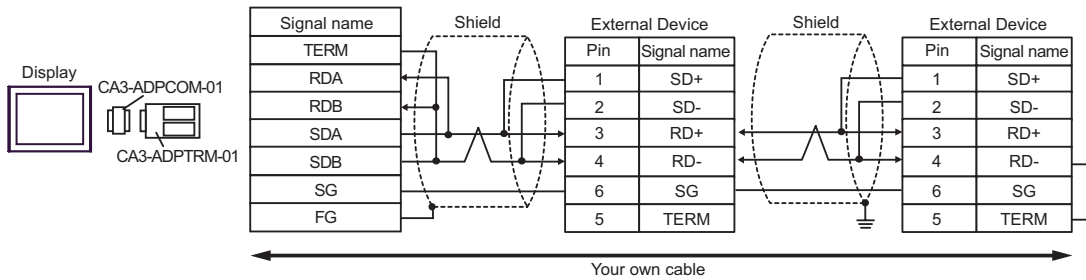 Display
CA3-ADPCOM-01
CA3-ADPTRM-01
Signal name
TERM
RDA
RDB
SDA
SDB
SG
FG
Shield
External Device
Pin Signal name
1 SD+
2 SD-
3 RD+
4 RD-
6 SG
5 TERM
Shield
External Device
Pin Signal name
1 SD+
2 SD-
3 RD+
4 RD-
6 SG
5 TERM
Your own cable